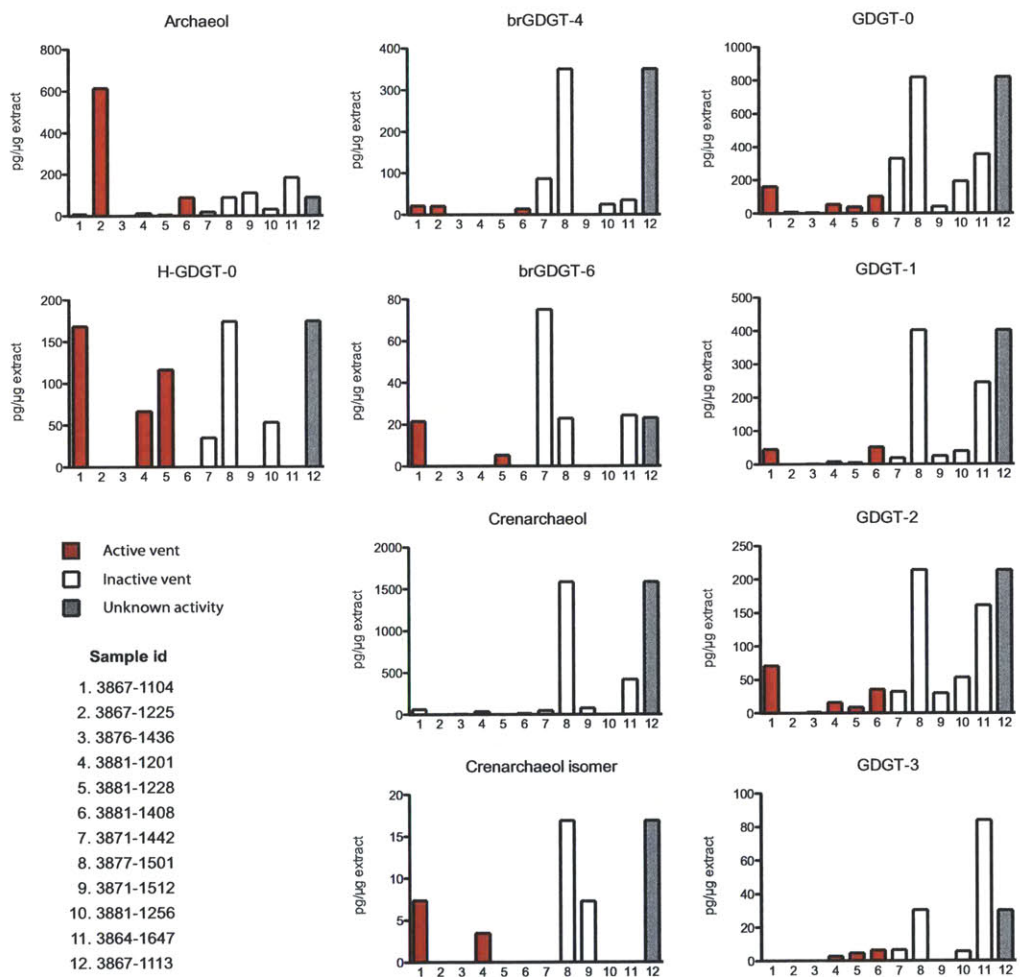 Archaeol
800
600
400
200
0
pg/μg extract
1 2 3 4 5 6 7 8 9 10 11 12
brGDGT-4
400
300
200
100
0
pg/μg extract
1 2 3 4 5 6 7 8 9 10 11 12
GDGT-0
1000
800
600
400
200
0
pg/μg extract
1 2 3 4 5 6 7 8 9 10 11 12
H-GDGT-0
200
150
100
50
0
pg/μg extract
1 2 3 4 5 6 7 8 9 10 11 12
brGDGT-6
80
60
40
20
0
pg/μg extract
1 2 3 4 5 6 7 8 9 10 11 12
GDGT-1
500
400
300
200
100
0
pg/μg extract
1 2 3 4 5 6 7 8 9 10 11 12
Active vent
Inactive vent
Unknown activity
Sample id
1. 3867-1104
2. 3867-1225
3. 3876-1436
4. 3881-1201
5. 3881-1228
6. 3881-1408
7. 3871-1442
8. 3877-1501
9. 3871-1512
10. 3881-1256
11. 3864-1647
12. 3867-1113
Crenarchaeol
2000
1500
1000
500
0
pg/μg extract
1 2 3 4 5 6 7 8 9 10 11 12
GDGT-2
250
200
150
100
50
0
pg/μg extract
1 2 3 4 5 6 7 8 9 10 11 12
Crenarchaeol isomer
20
15
10
5
0
pg/μg extract
1 2 3 4 5 6 7 8 9 10 11 12
GDGT-3
100
80
60
40
20
0
pg/μg extract
1 2 3 4 5 6 7 8 9 10 11 12